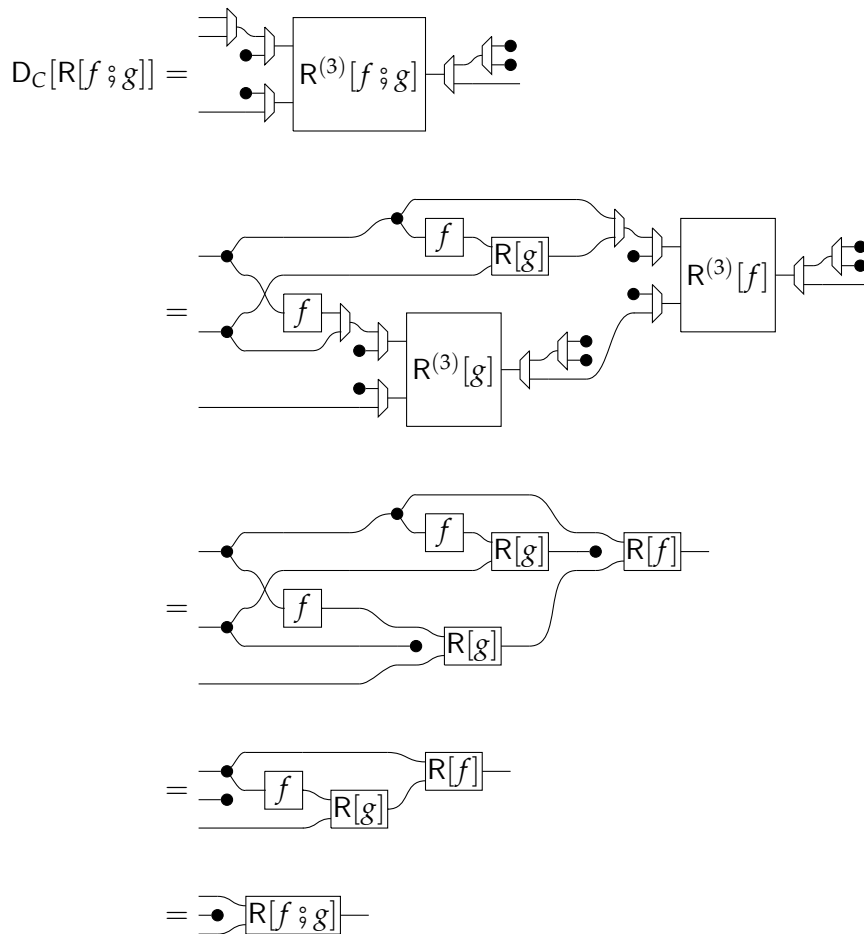 D_C[R[f ⨾ g]] = R^(3)[f ⨾ g]
f R[g] R^(3)[f]
= f R^(3)[g]
f R[g] R[f]
= f R[g]
= f R[g] R[f]
= R[f ⨾ g]